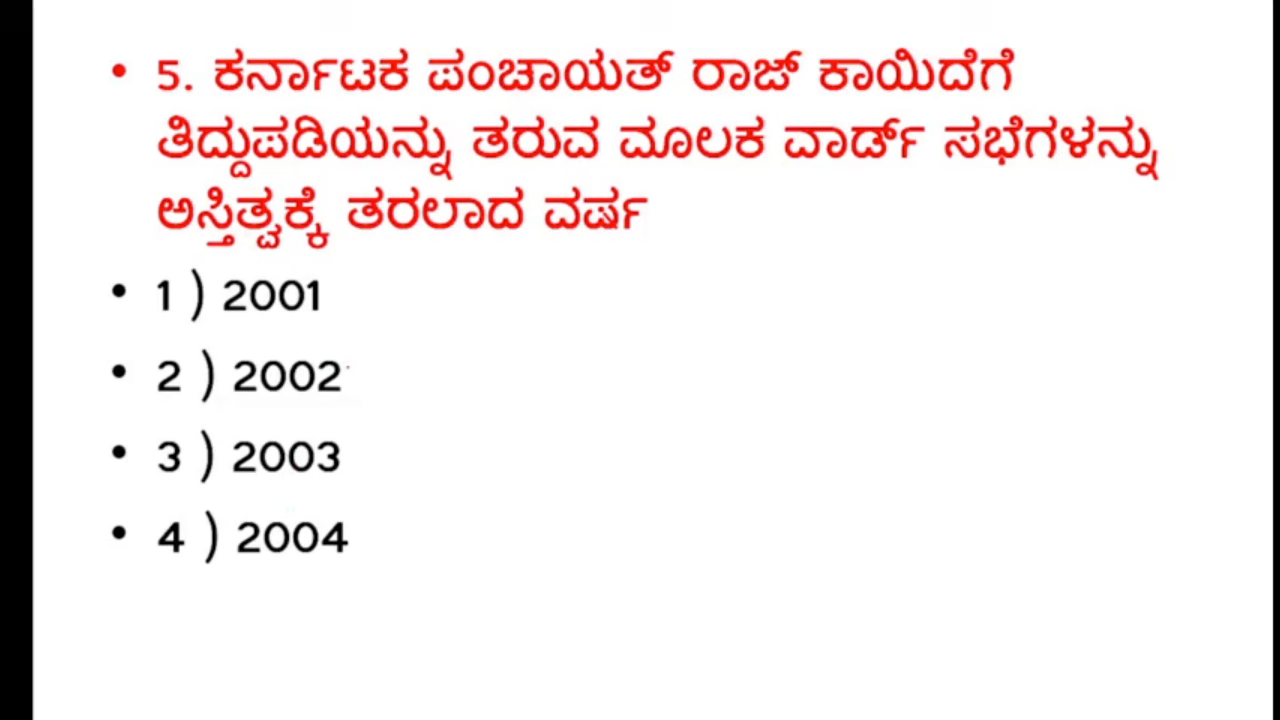 • 5. ಕರ್ನಾಟಕ ಪಂಚಾಯತ್ ರಾಜ್ ಕಾಯಿದೆಗೆ
ತಿದ್ದುಪಡಿಯನ್ನು ತರುವ ಮೂಲಕ ವಾರ್ಡ್ ಸಭೆಗಳನ್ನು
ಅಸ್ತಿತ್ವಕ್ಕೆ ತರಲಾದ ವರ್ಷ
• 1 ) 2001
• 2 ) 2002
• 3 ) 2003
• 4 ) 2004